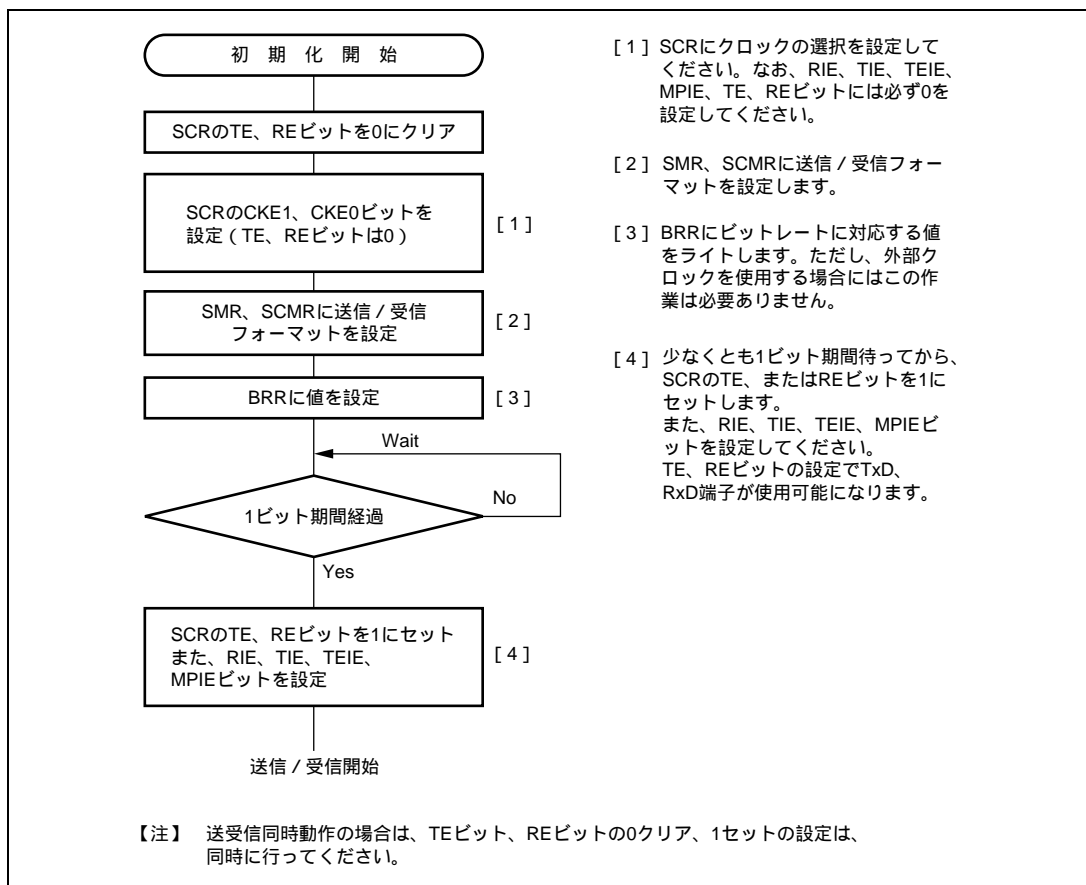 初 期 化 開 始
SCRのTE、REビットを0にクリア
SCRのCKE1、CKE0ビットを
設定（TE、REビットは0）
[ 1 ]
SMR、SCMRに送信 / 受信
フォーマットを設定
[ 2 ]
BRRに値を設定
[ 3 ]
Wait
No
1ビット期間経過
Yes
SCRのTE、REビットを1にセット
また、RIE、TIE、TEIE、
MPIEビットを設定
[ 4 ]
送信 / 受信開始
[ 1 ] SCRにクロックの選択を設定して
ください。なお、RIE、TIE、TEIE、
MPIE、TE、REビットには必ず0を
設定してください。
[ 2 ] SMR、SCMRに送信 / 受信フォー
マットを設定します。
[ 3 ] BRRにビットレートに対応する値
をライトします。ただし、外部ク
ロックを使用する場合にはこの作
業は必要ありません。
[ 4 ] 少なくとも1ビット期間待ってから、
SCRのTE、またはREビットを1に
セットします。
また、RIE、TIE、TEIE、MPIEビ
ットを設定してください。
TE、REビットの設定でTxD、
RxD端子が使用可能になります。
【注】 送受信同時動作の場合は、TEビット、REビットの0クリア、1セットの設定は、
同時に行ってください。